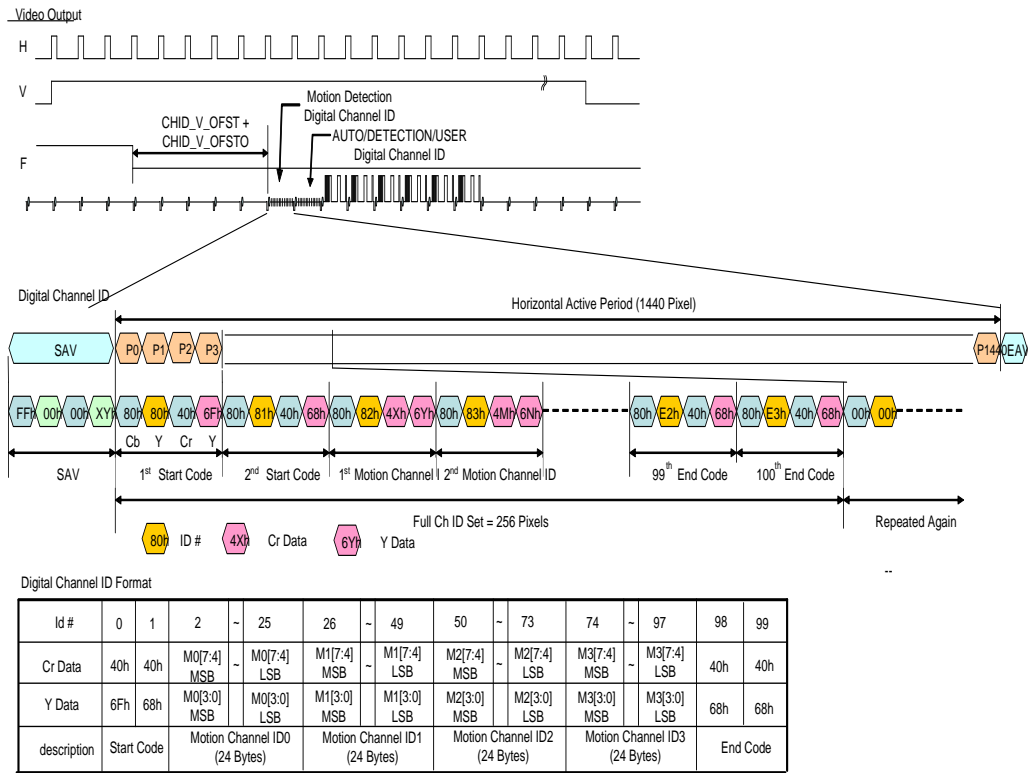 Video Output
H
V
Motion Detection
Digital Channel ID
CHID_V_OFST +
CHID_V_OFSTO
AUTO/DETECTION/USER
Digital Channel ID
F
Digital Channel ID
Horizontal Active Period (1440 Pixel)
SAV P0 P1 P2 P3 P1440 EAV
FFh 00h 00h XYh 80h 80h 40h 6Fh 80h 81h 40h 68h 80h 82h 4Xh 6Yh 80h 83h 4Mh 6Nh 80h E2h 40h 68h 80h E3h 40h 68h 00h 00h
Cb Y Cr Y
SAV 1st Start Code 2nd Start Code 1st Motion Channel I 2nd Motion Channel ID 99th End Code 100th End Code
Full Ch ID Set = 256 Pixels Repeated Again
80h ID # 4Xh Cr Data 6Yh Y Data
--
Digital Channel ID Format
Id # 0 1 2 ~ 25 26 ~ 49 50 ~ 73 74 ~ 97 98 99
Cr Data 40h 40h M0[7:4] MSB ~ M0[7:4] LSB M1[7:4] MSB ~ M1[7:4] LSB M2[7:4] MSB ~ M2[7:4] LSB M3[7:4] MSB ~ M3[7:4] LSB 40h 40h
Y Data 6Fh 68h M0[3:0] MSB M0[3:0] LSB M1[3:0] MSB M1[3:0] LSB M2[3:0] MSB M2[3:0] LSB M3[3:0] MSB M3[3:0] LSB 68h 68h
description Start Code Motion Channel ID0 (24 Bytes) Motion Channel ID1 (24 Bytes) Motion Channel ID2 (24 Bytes) Motion Channel ID3 (24 Bytes) End Code